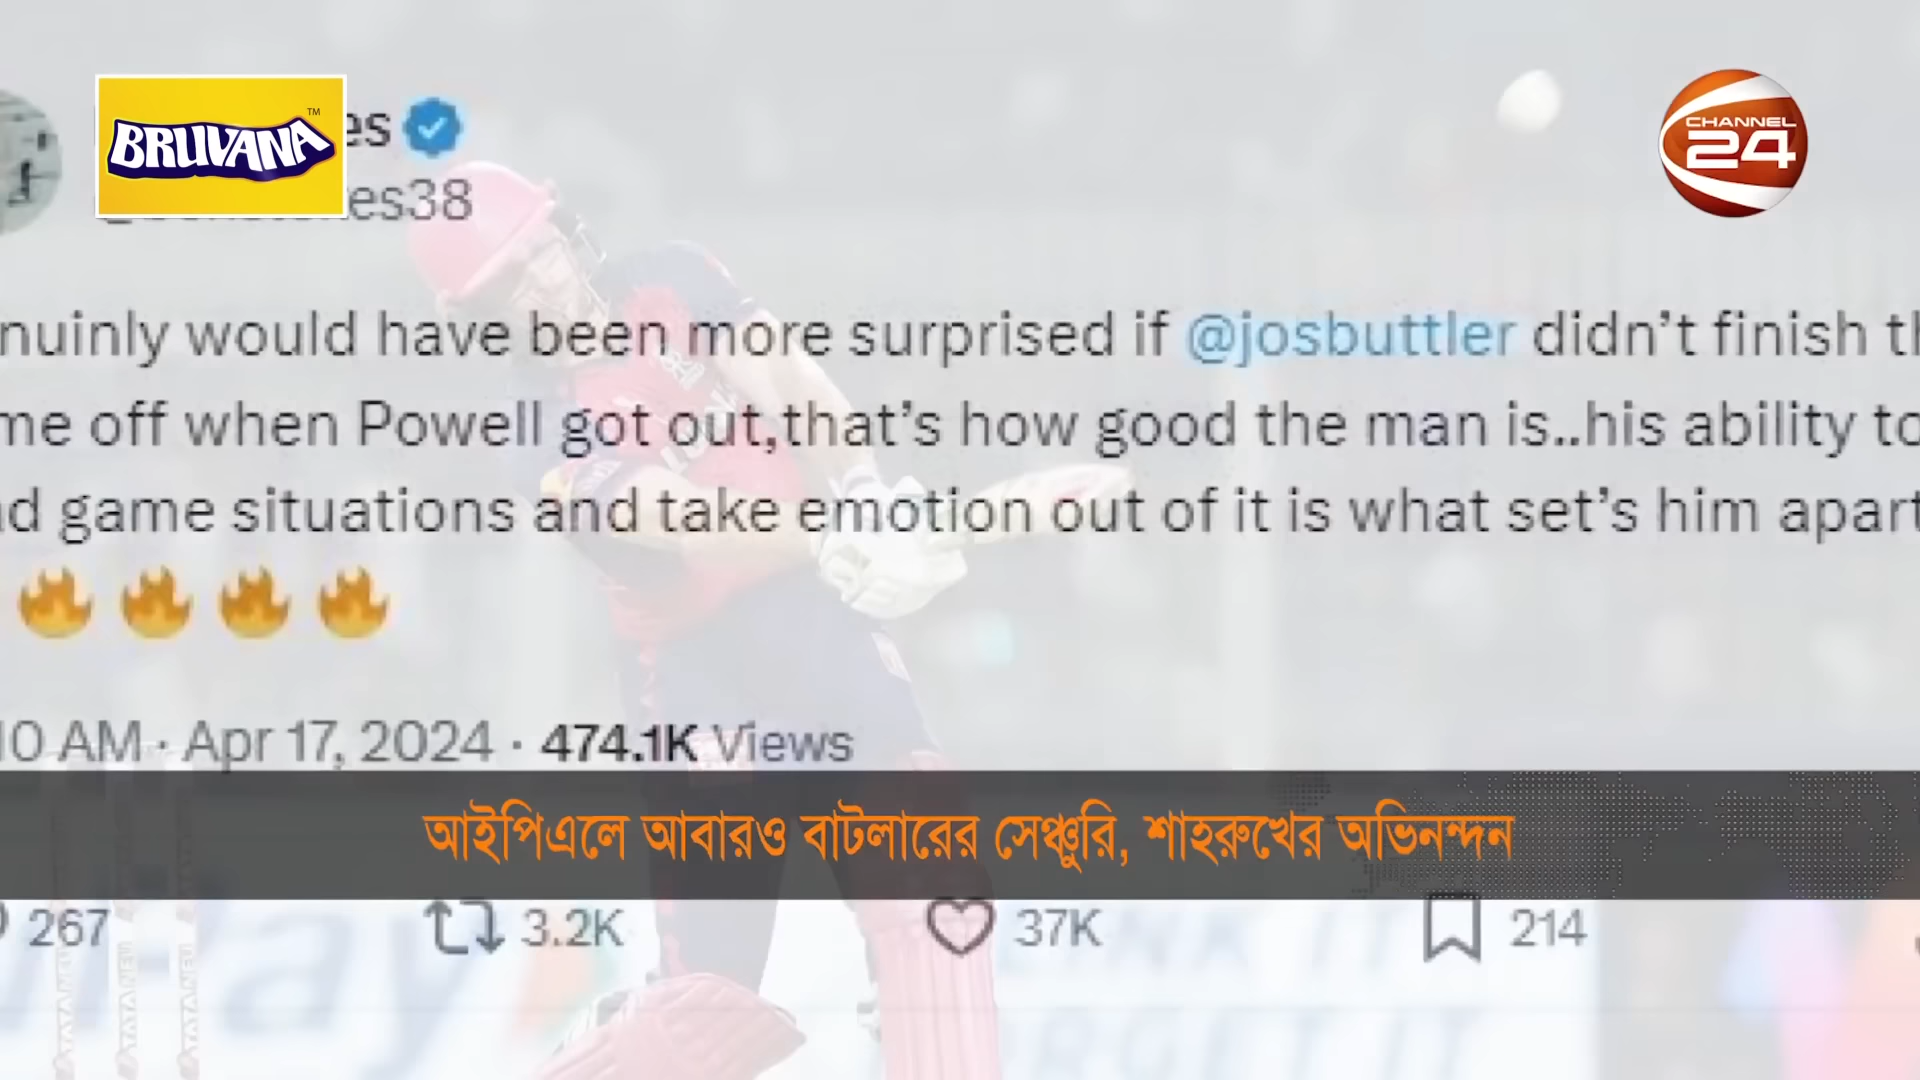 BRUVANA
TM
es
es38
CHANNEL
24
nuinly would have been more surprised if @josbuttler didn't finish th
me off when Powell got out,that's how good the man is..his ability to
ad game situations and take emotion out of it is what set's him apart
10 AM · Apr 17, 2024 · 474.1K Views
আইপিএলে আবারও বাটলারের সেঞ্চুরি, শাহরুখের অভিনন্দন
267 3.2K 37K 214